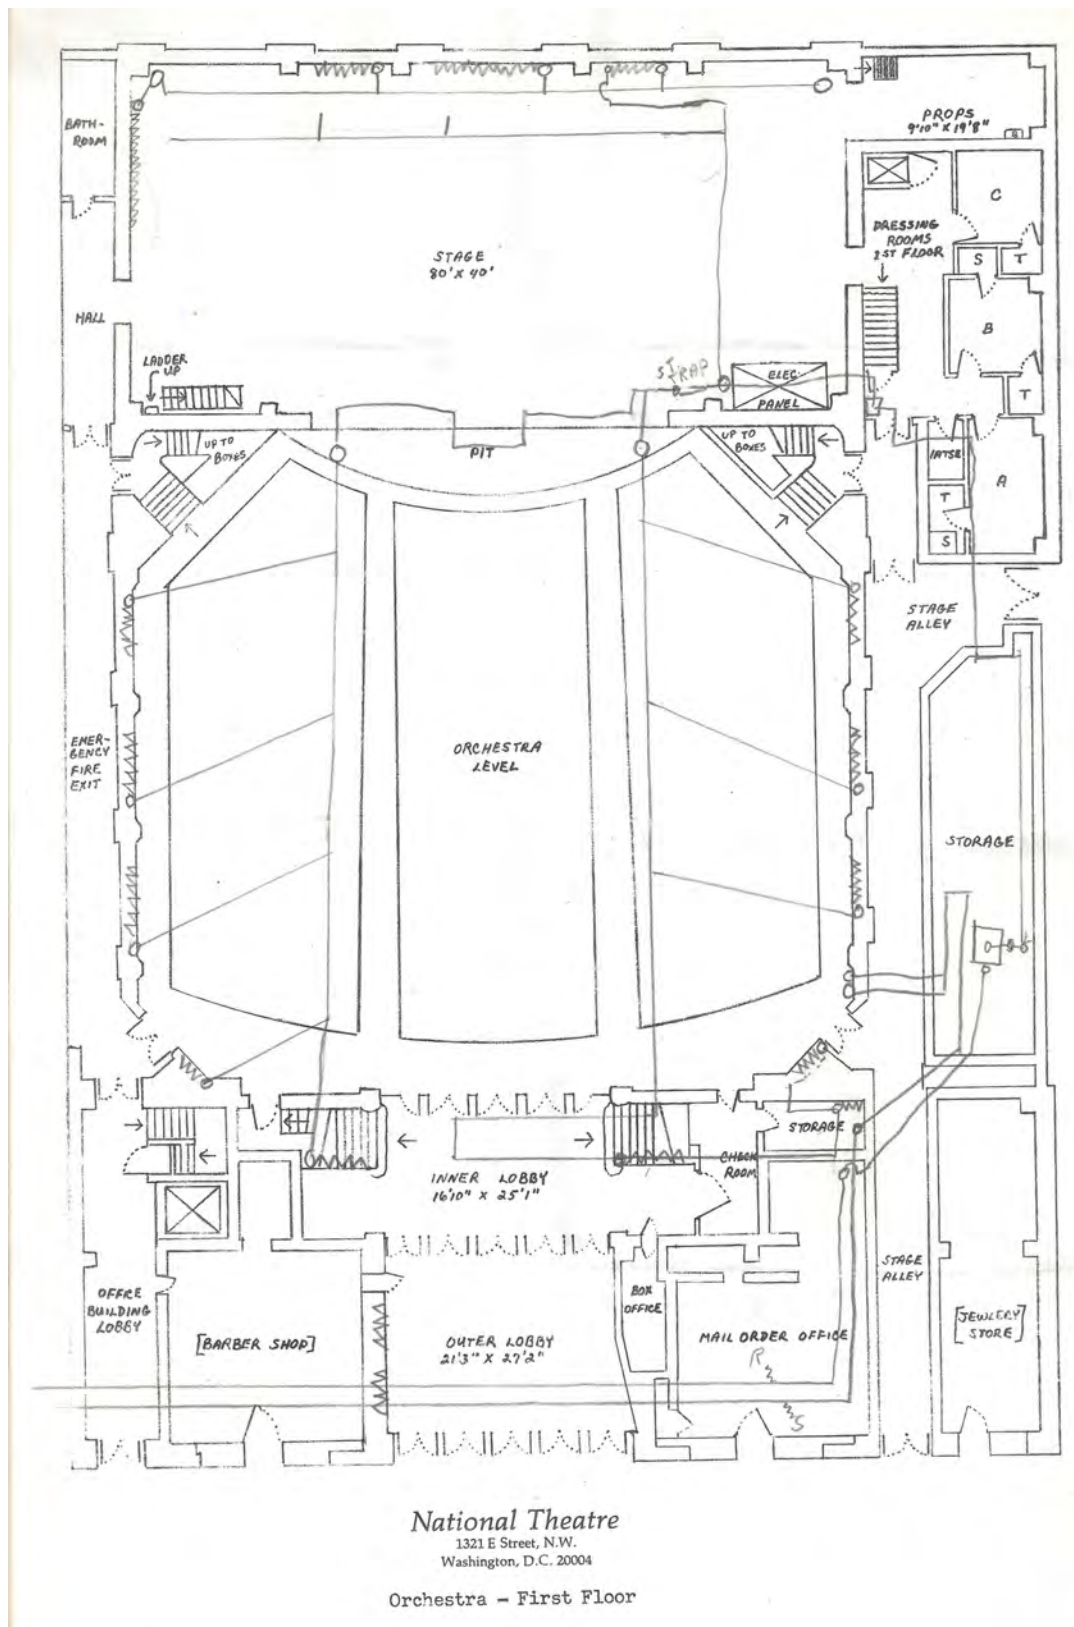 BATH-
ROOM
PROPS
9'10" X 19'8"
C
DRESSING
ROOMS
1ST FLOOR
S
T
STAGE
80' X 40'
HALL
B
LADDER
UP
ST TRAP
ELEC.
PANEL
T
UP TO
BOXES
PIT
UP TO
BOXES
IATSE
A
T
S
STAGE
ALLEY
EMER-
GENCY
FIRE
EXIT
ORCHESTRA
LEVEL
STORAGE
STORAGE
CHECK
ROOM
INNER LOBBY
16'10" X 25'1"
STAGE
ALLEY
OFFICE
BUILDING
LOBBY
BOX
OFFICE
[BARBER SHOP]
OUTER LOBBY
21'3" X 27'2"
MAIL ORDER OFFICE
[JEWLERY
STORE]
R
S
National Theatre
1321 E Street, N.W.
Washington, D.C. 20004
Orchestra - First Floor